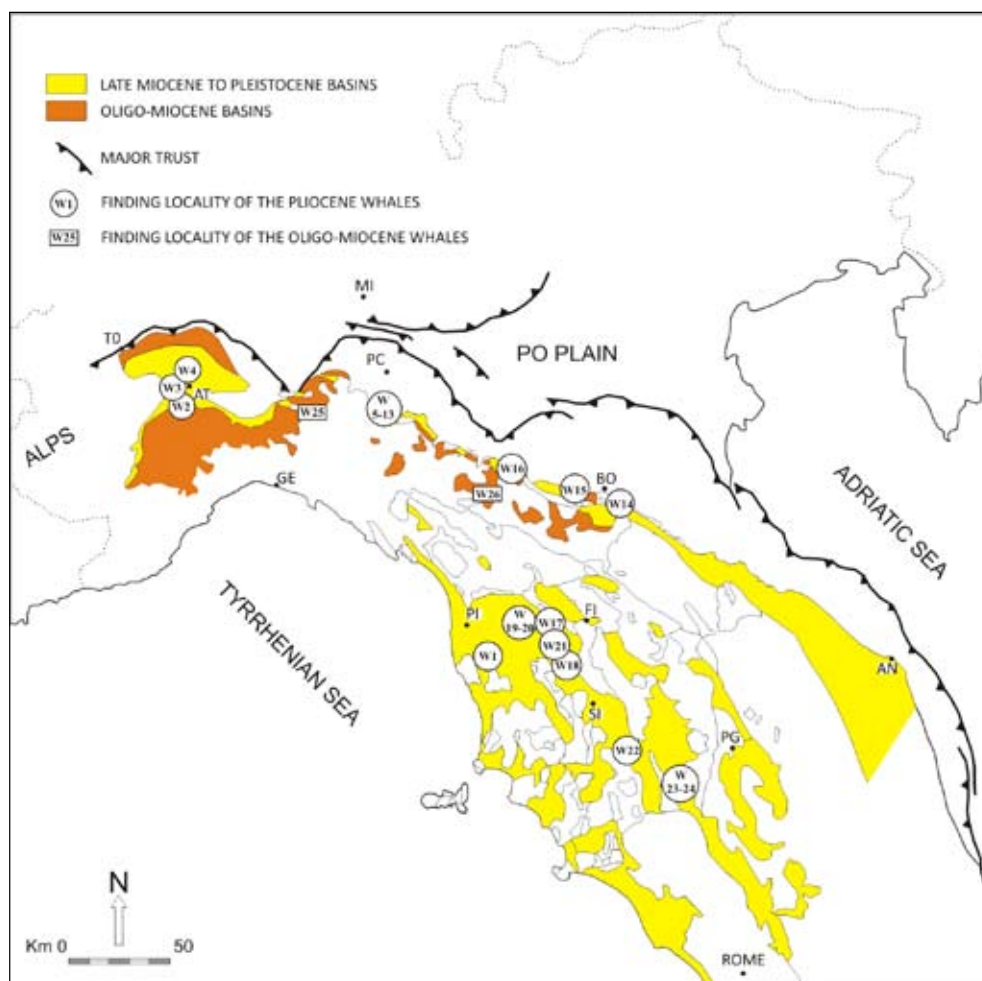 LATE MIOCENE TO PLEISTOCENE BASINS
OLIGO-MIOCENE BASINS
MAJOR TRUST
W1 FINDING LOCALITY OF THE PLIOCENE WHALES
W25 FINDING LOCALITY OF THE OLIGO-MIOCENE WHALES
MI
TO
PC
PO PLAIN
W4
W3
AT
W2
W25
W
5-13
ALPS
GE
W16
W26
W15
BO
W14
ADRIATIC SEA
TYRRHENIAN SEA
PI
W
19-20
W17
FI
W21
W18
W1
AN
SI
W22
PG
W
23-24
N
Km 0 50
ROME